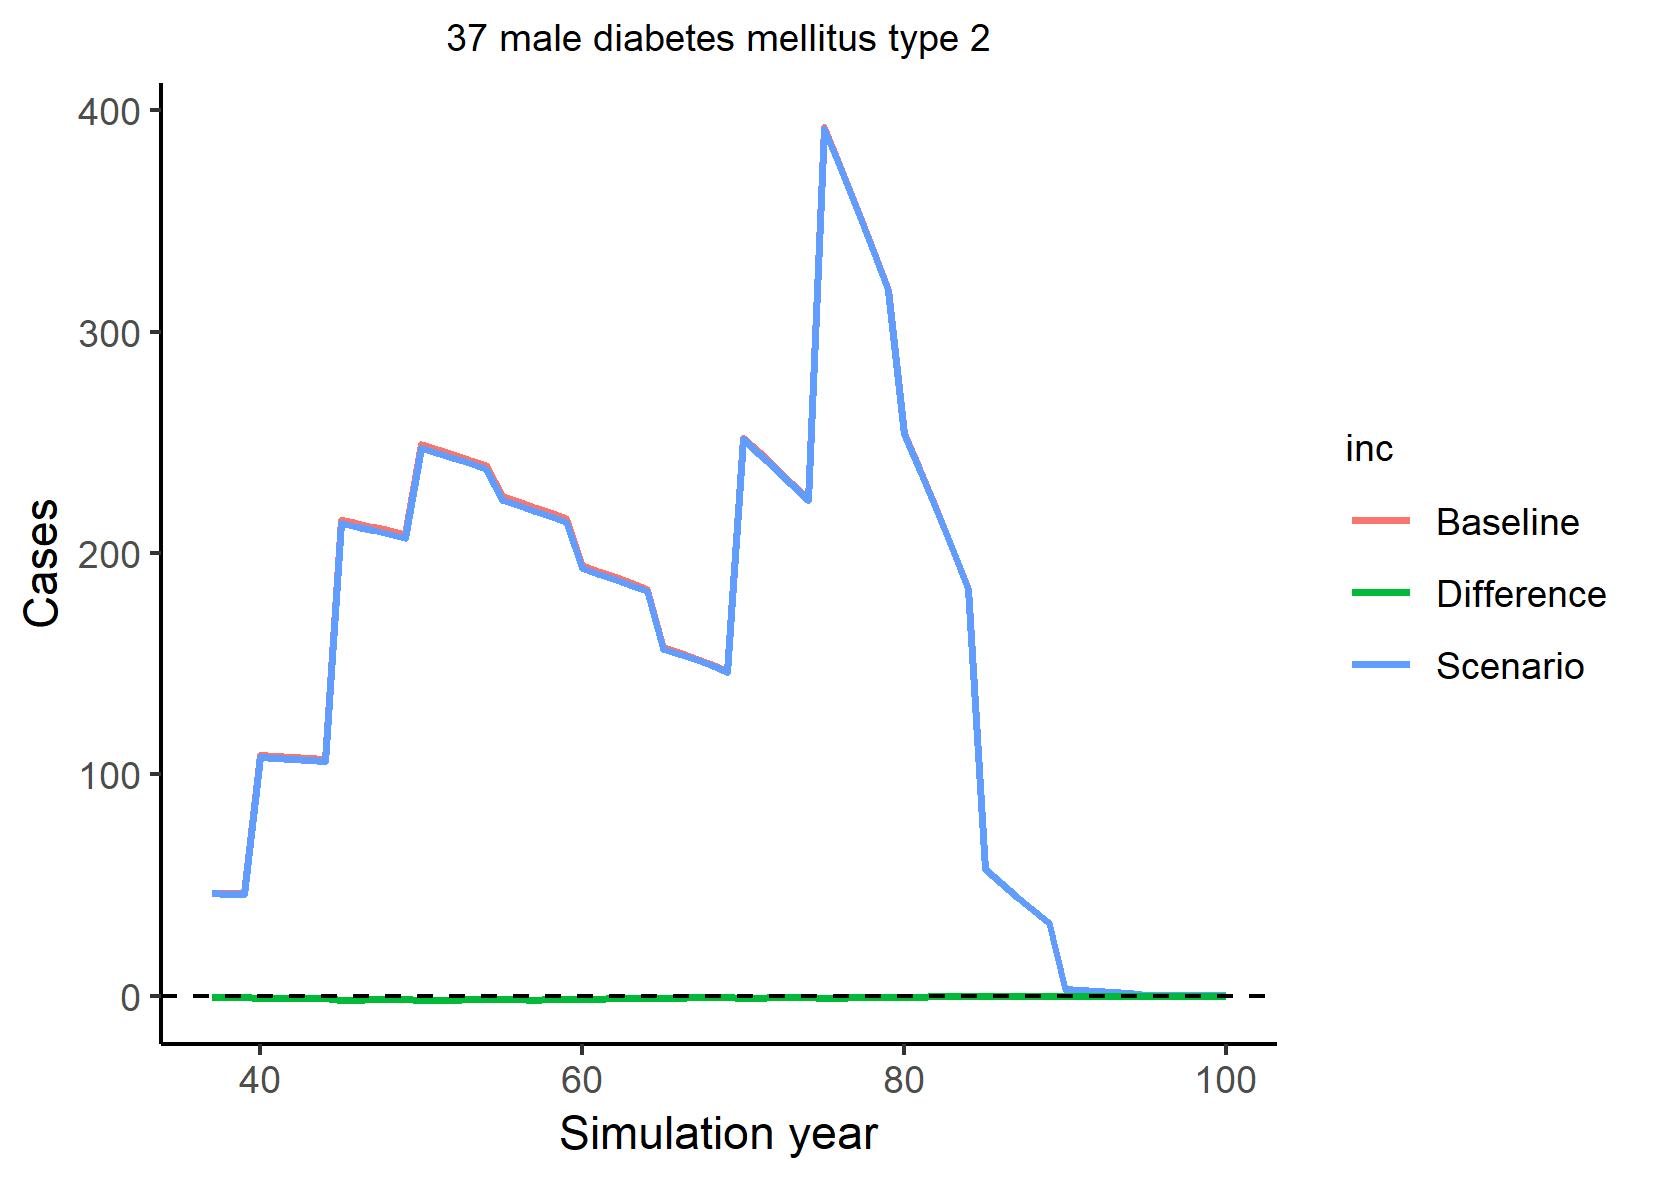 37 male diabetes mellitus type 2
400
300
200
100
0
Cases
40
60
80
100
Simulation year
inc
Baseline
Difference
Scenario